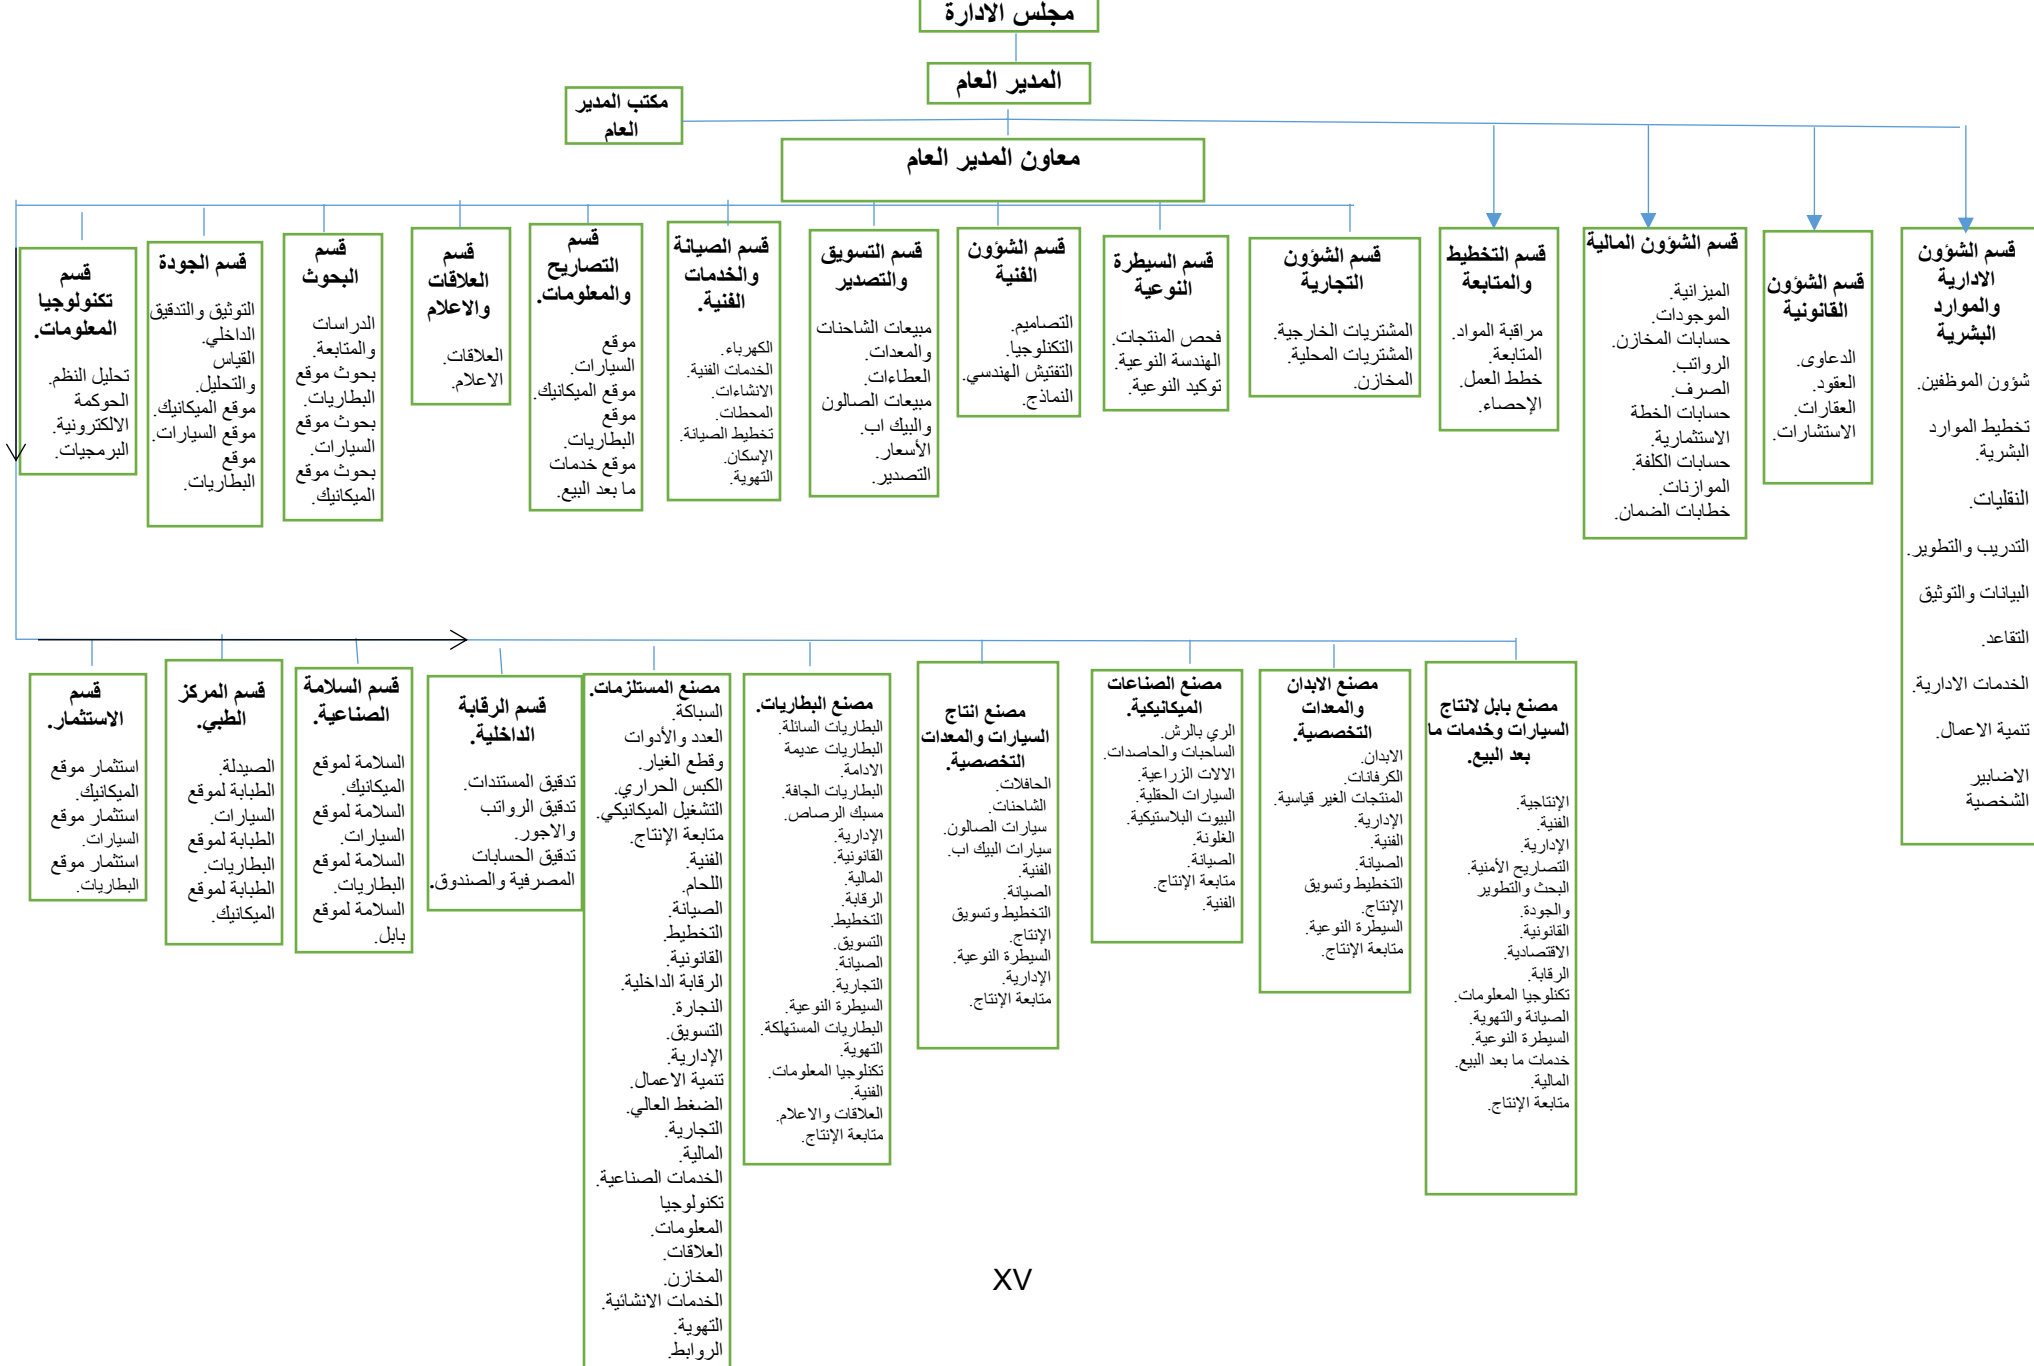 مجلس الادارة
المدير العام
مكتب المدير
العام
معاون المدير العام
قسم الشؤون
الادارية
والموارد
البشرية
شؤون الموظفين.
تخطيط الموارد
البشرية.
النقليات.
التدريب والتطوير.
البيانات والتوثيق
التقاعد.
الخدمات الادارية.
تنمية الاعمال.
الاضابير
الشخصية
قسم الشؤون
القانونية
الدعاوى.
العقود.
العقارات.
الاستشارات.
قسم الشؤون المالية
الميزانية.
الموجودات.
حسابات المخازن.
الرواتب.
الصرف.
حسابات الخطة
الاستثمارية.
حسابات الكلفة.
الموازنات.
خطابات الضمان.
قسم التخطيط
والمتابعة
مراقبة المواد.
المتابعة.
خطط العمل.
الإحصاء.
قسم الشؤون
التجارية
المشتريات الخارجية.
المشتريات المحلية.
المخازن.
قسم السيطرة
النوعية
فحص المنتجات.
الهندسة النوعية.
توكيد النوعية.
قسم الشؤون
الفنية
التصاميم.
التكنلوجيا.
التفتيش الهندسي.
النماذج.
قسم التسويق
والتصدير
مبيعات الشاحنات
والمعدات.
العطاءات.
مبيعات الصالون
والبيك اب.
الأسعار.
التصدير.
قسم الصيانة
والخدمات
الفنية.
الكهرباء.
الخدمات الفنية.
الانشاءات.
المحطات.
تخطيط الصيانة.
الإسكان.
التهوية.
قسم
التصاريح
والمعلومات.
موقع
السيارات.
موقع الميكانيك.
موقع
البطاريات.
موقع خدمات
ما بعد البيع.
قسم
العلاقات
والاعلام
العلاقات.
الاعلام.
قسم
البحوث
الدراسات
والمتابعة.
بحوث موقع
البطاريات.
بحوث موقع
السيارات.
بحوث موقع
الميكانيك.
قسم الجودة
التوثيق والتدقيق
الداخلي.
القياس
والتحليل.
موقع الميكانيك.
موقع السيارات.
موقع
البطاريات.
قسم
تكنولوجيا
المعلومات.
تحليل النظم.
الحوكمة
الالكترونية.
البرمجيات.
مصنع بابل لانتاج
السيارات وخدمات ما
بعد البيع.
الإنتاجية.
الفنية.
الإدارية.
التصاريح الأمنية.
البحث والتطوير
والجودة.
القانونية.
الاقتصادية.
الرقابة.
تكنلوجيا المعلومات.
الصيانة والتهوية.
السيطرة النوعية.
خدمات ما بعد البيع.
المالية.
متابعة الإنتاج.
مصنع الابدان
والمعدات
التخصصية.
الابدان.
الكرفانات.
المنتجات الغير قياسية.
الإدارية.
الفنية.
الصيانة.
التخطيط وتسويق
الإنتاج.
السيطرة النوعية.
متابعة الإنتاج.
مصنع الصناعات
الميكانيكية.
الري بالرش.
الساحبات والحاصدات.
الالات الزراعية.
السيارات الحقلية.
البيوت البلاستيكية.
الغلونة.
الصيانة.
متابعة الإنتاج.
الفنية.
مصنع انتاج
السيارات والمعدات
التخصصية.
الحافلات.
الشاحنات.
سيارات الصالون.
سيارات البيك اب.
الفنية.
الصيانة.
التخطيط وتسويق
الإنتاج.
السيطرة النوعية.
الإدارية.
متابعة الإنتاج.
مصنع البطاريات.
البطاريات السائلة.
البطاريات عديمة
الادامة.
البطاريات الجافة.
مسبك الرصاص.
الإدارية.
القانونية.
المالية.
الرقابة.
التخطيط.
التسويق.
الصيانة.
التجارية.
السيطرة النوعية.
البطاريات المستهلكة.
التهوية.
تكنلوجيا المعلومات.
الفنية.
العلاقات والاعلام.
متابعة الإنتاج.
مصنع المستلزمات.
السباكة.
العدد والأدوات
وقطع الغيار.
الكبس الحراري.
التشغيل الميكانيكي.
متابعة الإنتاج.
الفنية.
اللحام.
الصيانة.
التخطيط.
القانونية.
الرقابة الداخلية.
النجارة.
التسويق.
الإدارية.
تنمية الاعمال.
الضغط العالي.
التجارية.
المالية.
الخدمات الصناعية.
تكنولوجيا
المعلومات.
العلاقات.
المخازن.
الخدمات الانشائية.
التهوية.
الروابط.
قسم الرقابة
الداخلية.
تدقيق المستندات.
تدقيق الرواتب
والاجور.
تدقيق الحسابات
المصرفية والصندوق.
قسم السلامة
الصناعية.
السلامة لموقع
الميكانيك.
السلامة لموقع
السيارات.
السلامة لموقع
البطاريات.
السلامة لموقع
بابل.
قسم المركز
الطبي.
الصيدلة.
الطبابة لموقع
السيارات.
الطبابة لموقع
البطاريات.
الطبابة لموقع
الميكانيك.
قسم
الاستثمار.
استثمار موقع
الميكانيك.
استثمار موقع
السيارات.
استثمار موقع
البطاريات.
XV